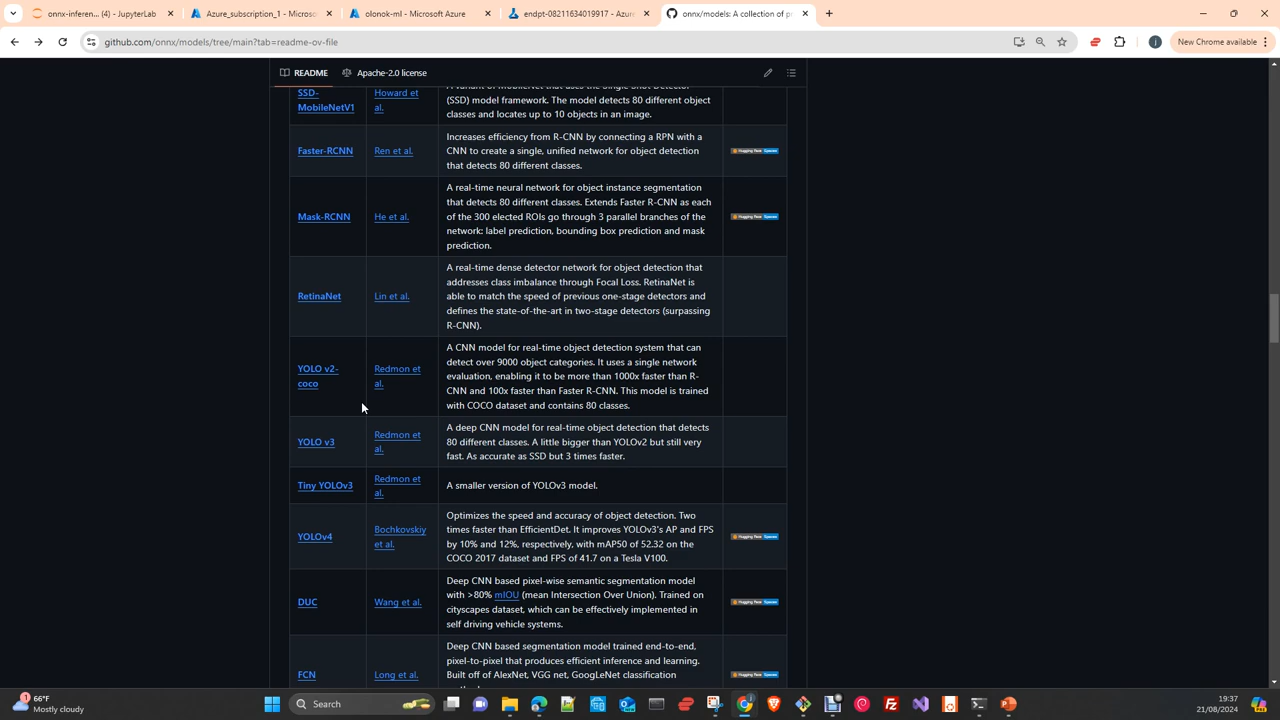 onnx-inferen... (4) - JupyterLab
Azure_subscription_1 - Microso
olonok-ml - Microsoft Azure
endpt-08211634019917 - Azure
onnx/models: A collection of pr
github.com/onnx/models/tree/main?tab=readme-ov-file
New Chrome available
README
Apache-2.0 license
SSD-
MobileNetV1
Howard et
al.
(SSD) model framework. The model detects 80 different object
classes and locates up to 10 objects in an image.
Faster-RCNN
Ren et al.
Increases efficiency from R-CNN by connecting a RPN with a
CNN to create a single, unified network for object detection
that detects 80 different classes.
Hugging Face Spaces
Mask-RCNN
He et al.
A real-time neural network for object instance segmentation
that detects 80 different classes. Extends Faster R-CNN as each
of the 300 elected ROIs go through 3 parallel branches of the
network: label prediction, bounding box prediction and mask
prediction.
Hugging Face Spaces
RetinaNet
Lin et al.
A real-time dense detector network for object detection that
addresses class imbalance through Focal Loss. RetinaNet is
able to match the speed of previous one-stage detectors and
defines the state-of-the-art in two-stage detectors (surpassing
R-CNN).
YOLO v2-
coco
Redmon et
al.
A CNN model for real-time object detection system that can
detect over 9000 object categories. It uses a single network
evaluation, enabling it to be more than 1000x faster than R-
CNN and 100x faster than Faster R-CNN. This model is trained
with COCO dataset and contains 80 classes.
YOLO v3
Redmon et
al.
A deep CNN model for real-time object detection that detects
80 different classes. A little bigger than YOLOv2 but still very
fast. As accurate as SSD but 3 times faster.
Tiny YOLOv3
Redmon et
al.
A smaller version of YOLOv3 model.
YOLOv4
Bochkovskiy
et al.
Optimizes the speed and accuracy of object detection. Two
times faster than EfficientDet. It improves YOLOv3's AP and FPS
by 10% and 12%, respectively, with mAP50 of 52.32 on the
COCO 2017 dataset and FPS of 41.7 on a Tesla V100.
Hugging Face Spaces
DUC
Wang et al.
Deep CNN based pixel-wise semantic segmentation model
with >80% mIOU (mean Intersection Over Union). Trained on
cityscapes dataset, which can be effectively implemented in
self driving vehicle systems.
Hugging Face Spaces
FCN
Long et al.
Deep CNN based segmentation model trained end-to-end,
pixel-to-pixel that produces efficient inference and learning.
Built off of AlexNet, VGG net, GoogLeNet classification
Hugging Face Spaces
1
66°F
Mostly cloudy
Search
19:37
21/08/2024